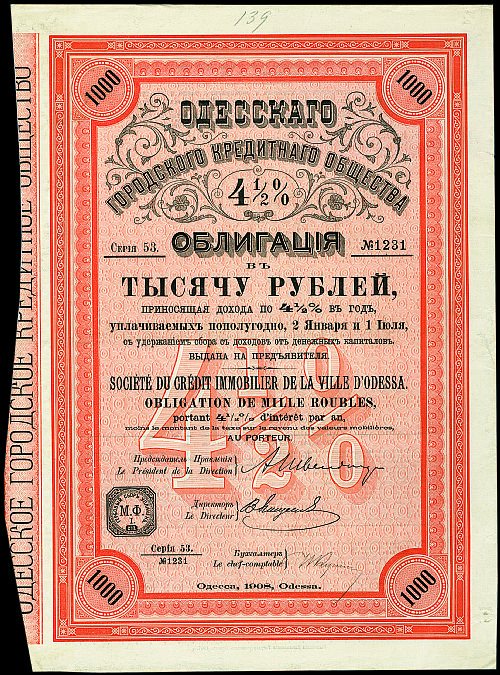 139
1000
1000
ОДЕССКАГО
ГОРОДСКОГО КРЕДИТНАГО ОБЩЕСТВА
4½%
Серія 53.
ОБЛИГАЦІЯ
№1231
ВЪ
ТЫСЯЧУ РУБЛЕЙ,
ПРИНОСЯЩАЯ ДОХОДА ПО 4½% ВЪ ГОДЪ,
уплачиваемыхъ пополугодно, 2 Января и 1 Іюля,
съ удержаніемъ сбора съ доходовъ отъ денежныхъ капиталовъ.
ВЫДАНА НА ПРЕДЪЯВИТЕЛЯ.
SOCIÉTÉ DU CRÉDIT IMMOBILIER DE LA VILLE D'ODESSA.
OBLIGATION DE MILLE ROUBLES,
portant 4½% d'intérêt par an,
moins le montant de la taxe sur le revenu des valeurs mobilières,
AU PORTEUR.
4½%
Предсѣдатель Правленія
Le Président de la Direction
Директоръ
Le Directeur
М.Ф.
Серія 53.
№1231
Бухгалтеръ
Le chef-comptable
1000
1000
Одесса, 1908, Odessa.
ОДЕССКОЕ ГОРОДСКОЕ КРЕДИТНОЕ ОБЩЕСТВО